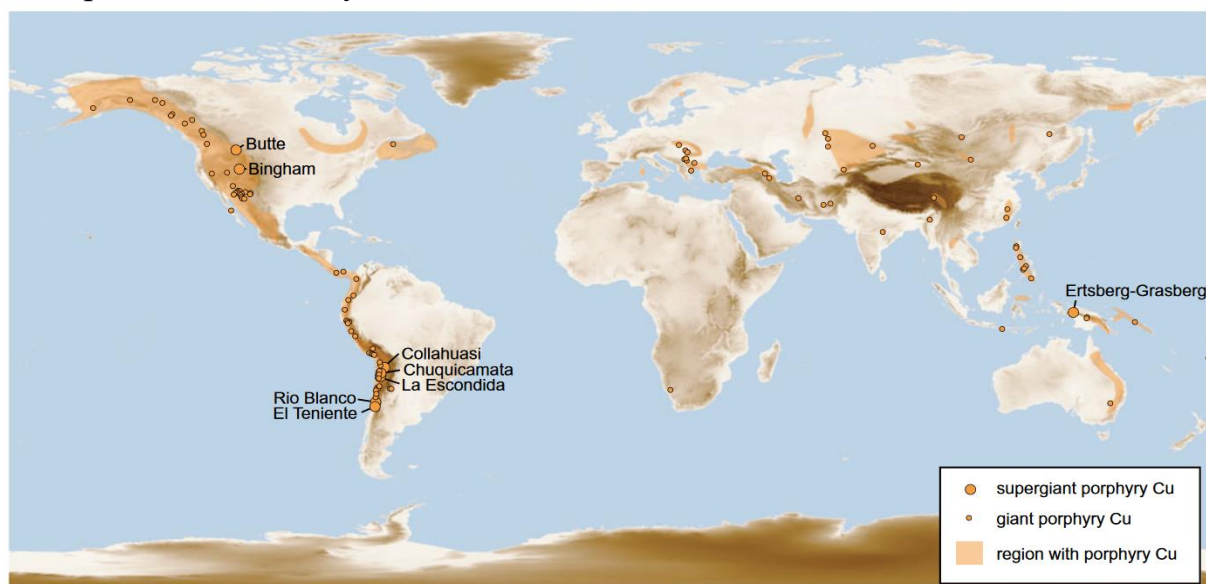 Butte
Bingham
Ertsberg-Grasberg
Collahuasi
Chuquicamata
La Escondida
Rio Blanco
El Teniente
supergiant porphyry Cu
giant porphyry Cu
region with porphyry Cu